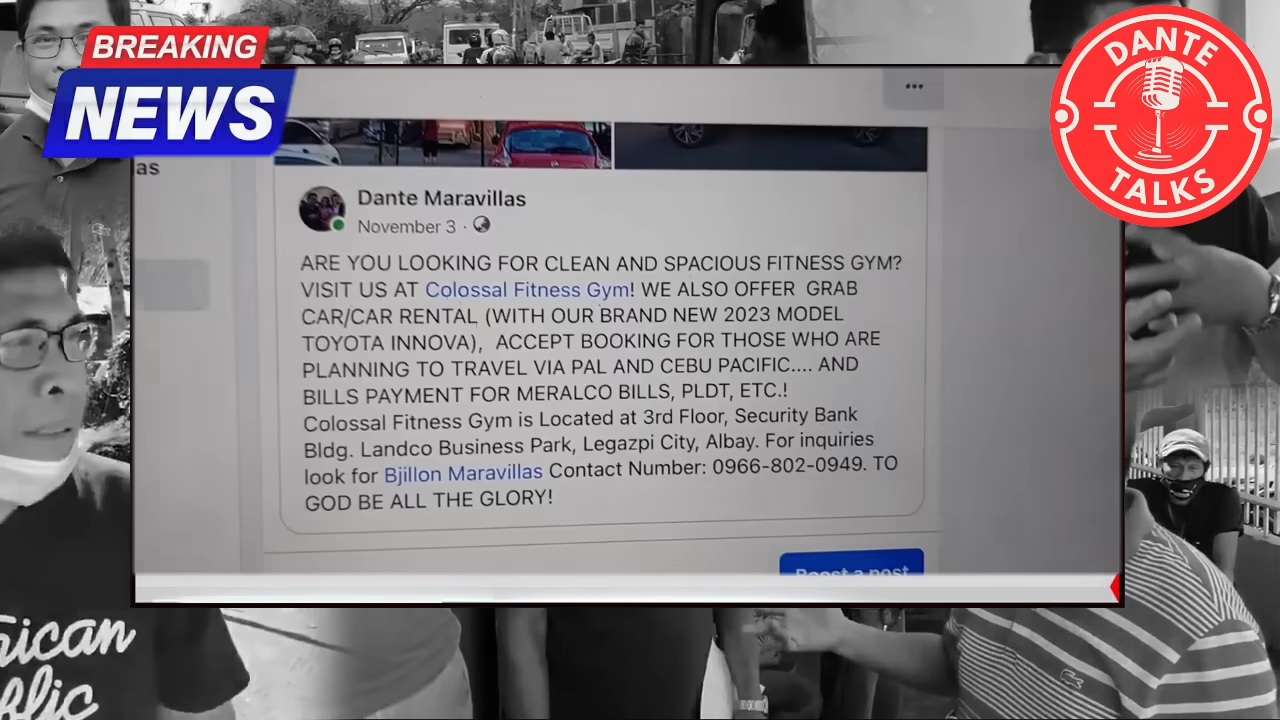 BREAKING
NEWS
DANTE
TALKS
as
Dante Maravillas
November 3 ·
ARE YOU LOOKING FOR CLEAN AND SPACIOUS FITNESS GYM?
VISIT US AT Colossal Fitness Gym! WE ALSO OFFER GRAB
CAR/CAR RENTAL (WITH OUR BRAND NEW 2023 MODEL
TOYOTA INNOVA), ACCEPT BOOKING FOR THOSE WHO ARE
PLANNING TO TRAVEL VIA PAL AND CEBU PACIFIC.... AND
BILLS PAYMENT FOR MERALCO BILLS, PLDT, ETC.!
Colossal Fitness Gym is Located at 3rd Floor, Security Bank
Bldg. Landco Business Park, Legazpi City, Albay. For inquiries
look for Bjillon Maravillas Contact Number: 0966-802-0949. TO
GOD BE ALL THE GLORY!
Boost a post